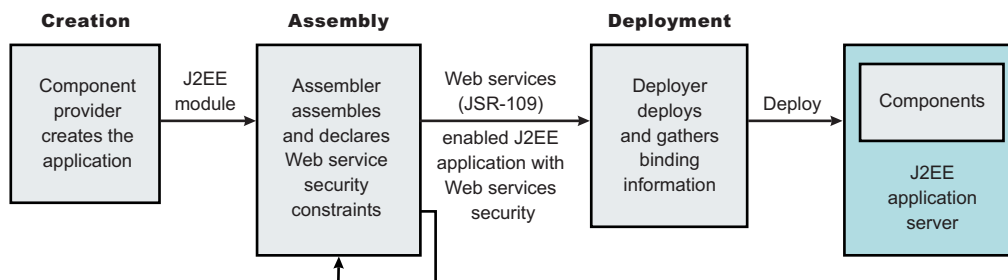 Creation
Assembly
Deployment
Component
provider
creates the
application
J2EE
module
Assembler
assembles
and declares
Web service
security
constraints
Web services
(JSR-109)
enabled J2EE
application with
Web services
security
Deployer
deploys
and gathers
binding
information
Deploy
Components
J2EE
application
server